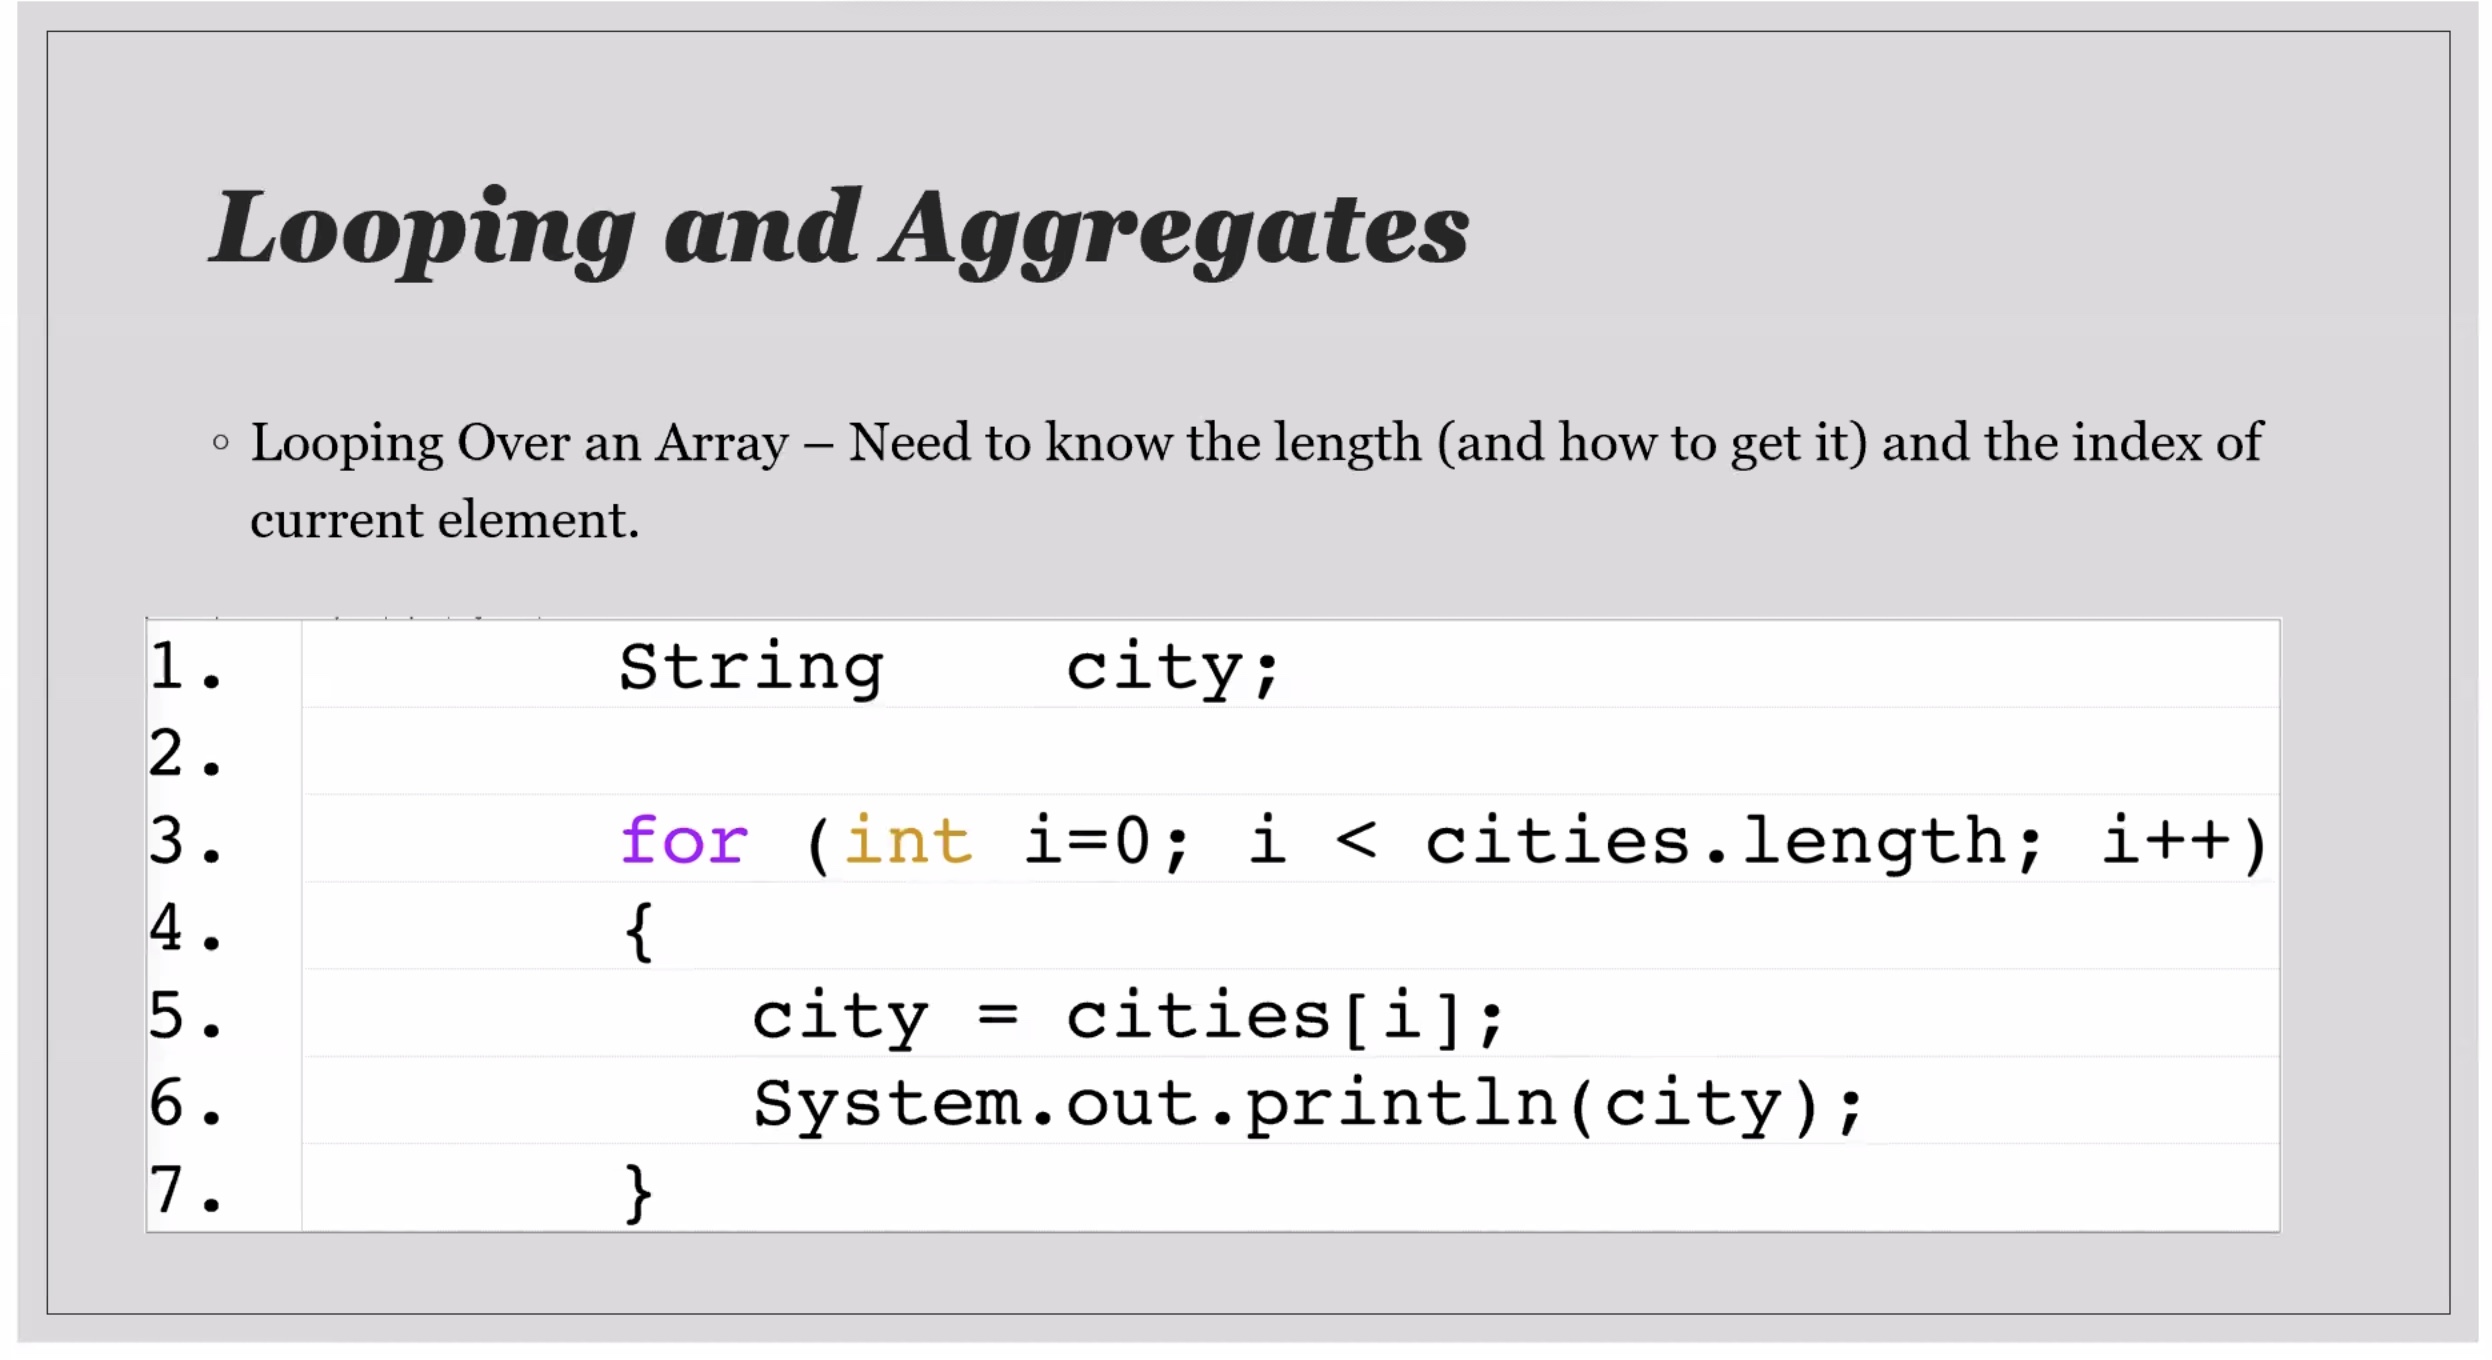 Looping and Aggregates
◦ Looping Over an Array – Need to know the length (and how to get it) and the index of
current element.
1. String city;
2.
3. for (int i=0; i < cities.length; i++)
4. {
5. city = cities[i];
6. System.out.println(city);
7. }